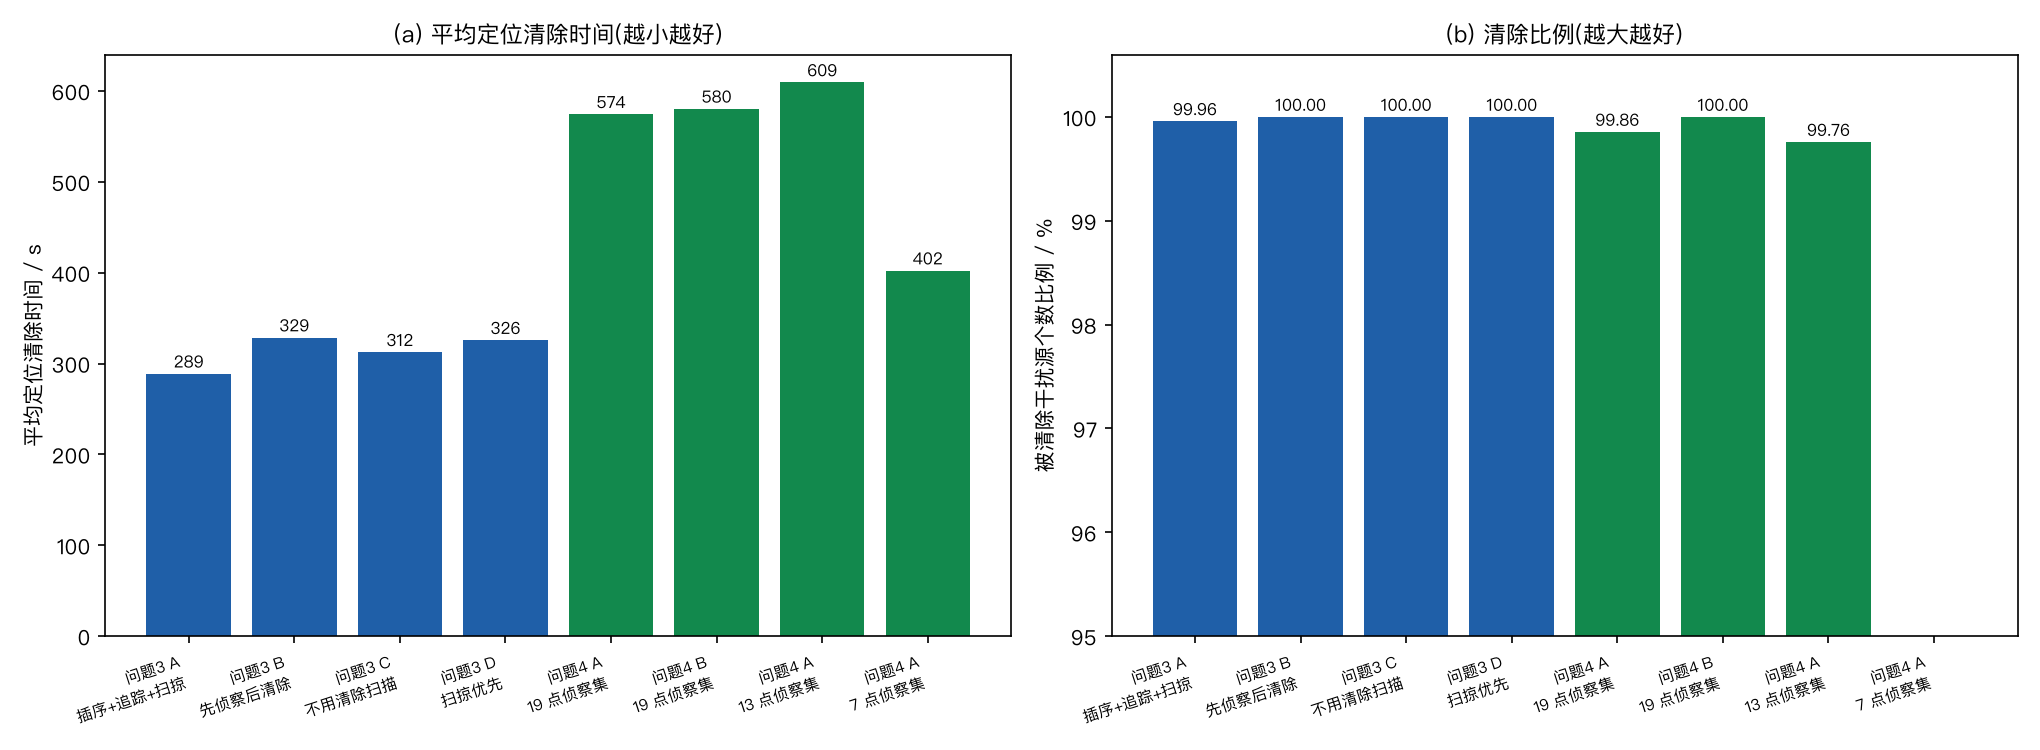 (a) 平均定位清除时间(越小越好)
平均定位清除时间 / s
600
500
400
300
200
100
0
289
329
312
326
574
580
609
402
问题3 A
插序+追踪+扫掠
问题3 B
先侦察后清除
问题3 C
不用清除扫描
问题3 D
扫掠优先
问题4 A
19 点侦察集
问题4 B
19 点侦察集
问题4 A
13 点侦察集
问题4 A
7 点侦察集
(b) 清除比例(越大越好)
被清除干扰源个数比例 / %
100
99
98
97
96
95
99.96
100.00
100.00
100.00
99.86
100.00
99.76
问题3 A
插序+追踪+扫掠
问题3 B
先侦察后清除
问题3 C
不用清除扫描
问题3 D
扫掠优先
问题4 A
19 点侦察集
问题4 B
19 点侦察集
问题4 A
13 点侦察集
问题4 A
7 点侦察集